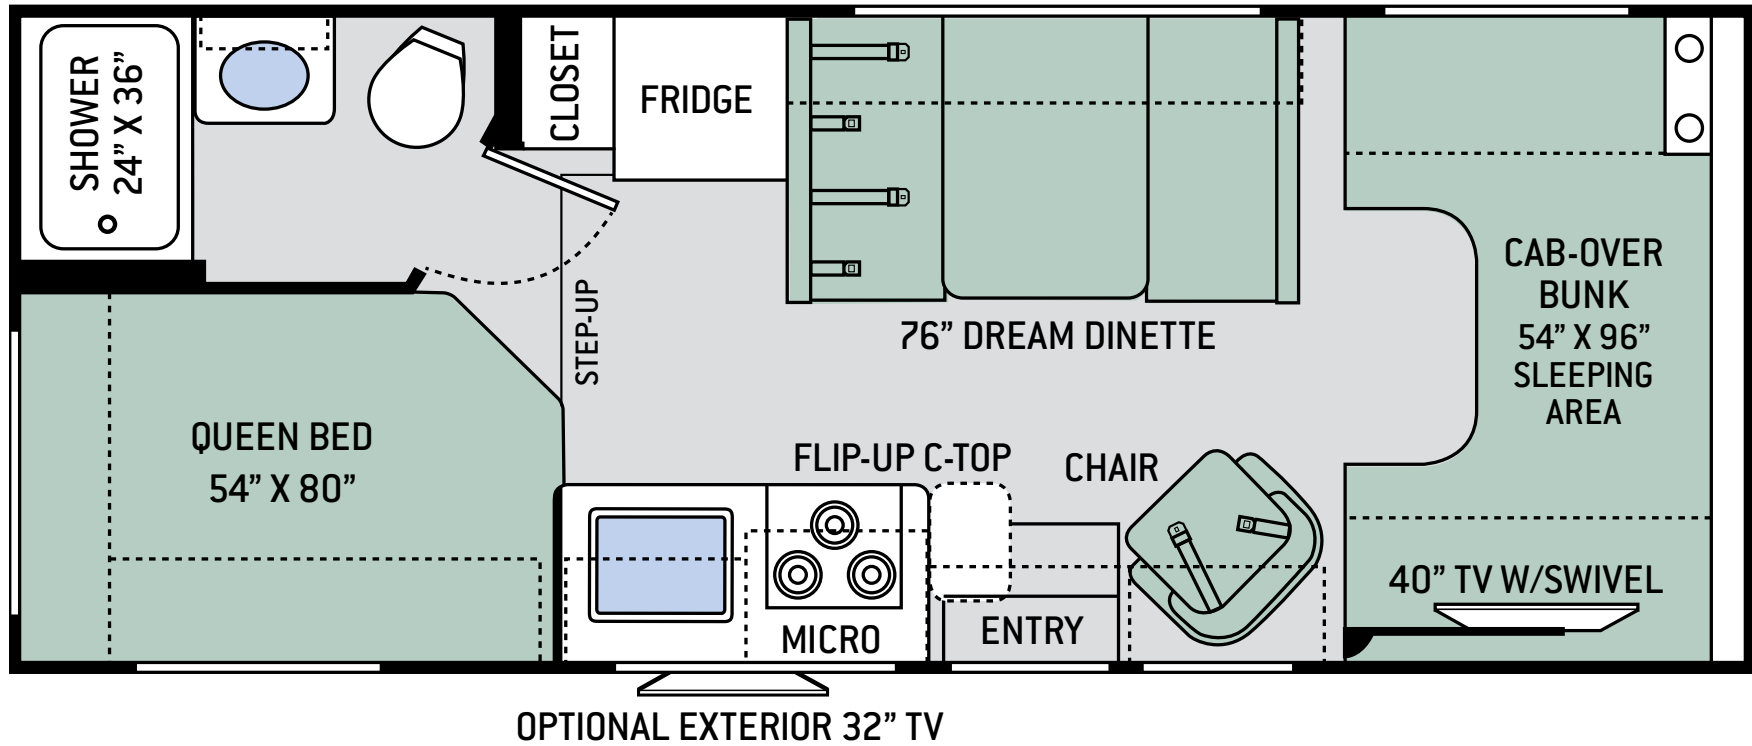 SHOWER
24” X 36”
CLOSET
FRIDGE
76” DREAM DINETTE
CAB-OVER
BUNK
54” X 96”
SLEEPING
AREA
STEP-UP
QUEEN BED
54” X 80”
FLIP-UP C-TOP
CHAIR
40” TV W/SWIVEL
MICRO
ENTRY
OPTIONAL EXTERIOR 32” TV